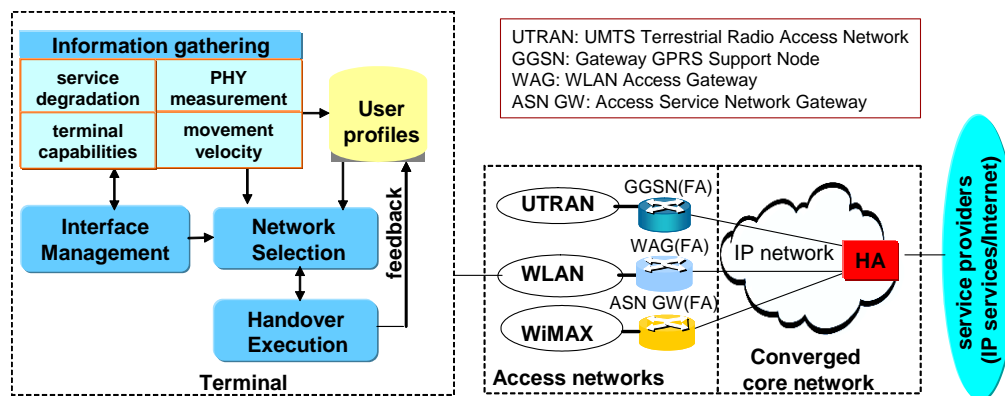 Information gathering
service
degradation
PHY
measurement
terminal
capabilities
movement
velocity
User
profiles
Interface
Management
Network
Selection
feedback
Handover
Execution
Terminal
UTRAN: UMTS Terrestrial Radio Access Network
GGSN: Gateway GPRS Support Node
WAG: WLAN Access Gateway
ASN GW: Access Service Network Gateway
UTRAN
GGSN(FA)
WLAN
WAG(FA)
WiMAX
ASN GW(FA)
Access networks
IP network
HA
Converged
core network
service providers
(IP services/Internet)